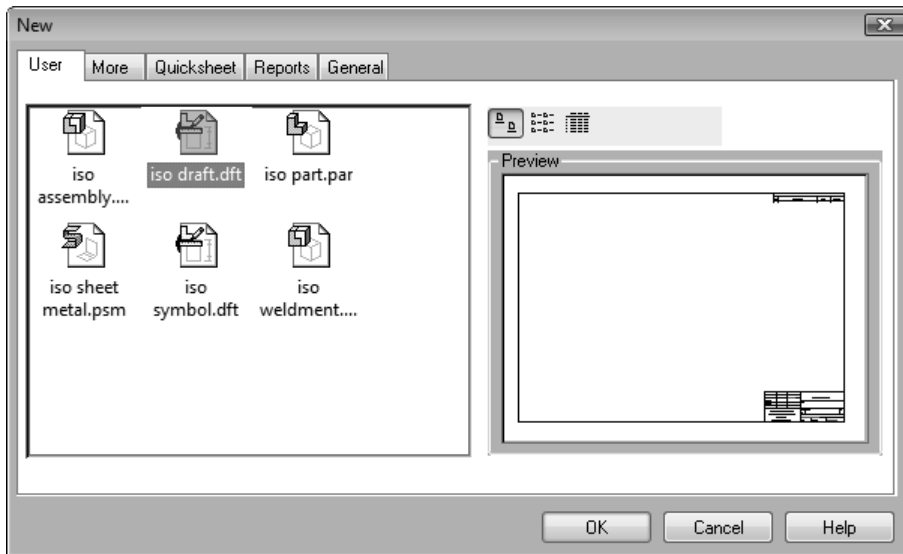 New
User More Quicksheet Reports General
iso assembly....
iso draft.dft
iso part.par
iso sheet metal.psm
iso symbol.dft
iso weldment....
Preview
OK Cancel Help